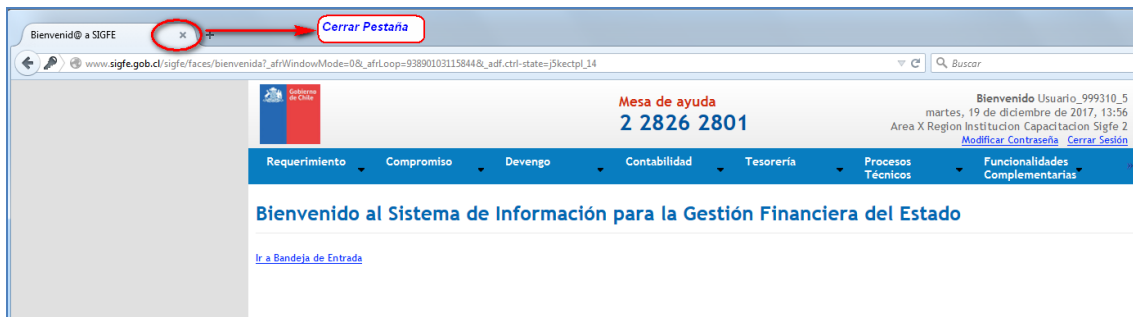 Bienvenid@ a SIGFE
Cerrar Pestaña
www.sigfe.gob.cl/sigfe/faces/bienvenida?_afrWindowMode=0&_afrLoop=93890103115844&_adf.ctrl-state=j5kectpl_14
Buscar
Gobierno
de Chile
Mesa de ayuda
2 2826 2801
Bienvenido Usuario_999310_5
martes, 19 de diciembre de 2017, 13:56
Area X Region Institucion Capacitacion Sigfe 2
Modificar Contraseña Cerrar Sesión
Requerimiento Compromiso Devengo Contabilidad Tesorería Procesos Técnicos Funcionalidades Complementarias
Bienvenido al Sistema de Información para la Gestión Financiera del Estado
Ir a Bandeja de Entrada